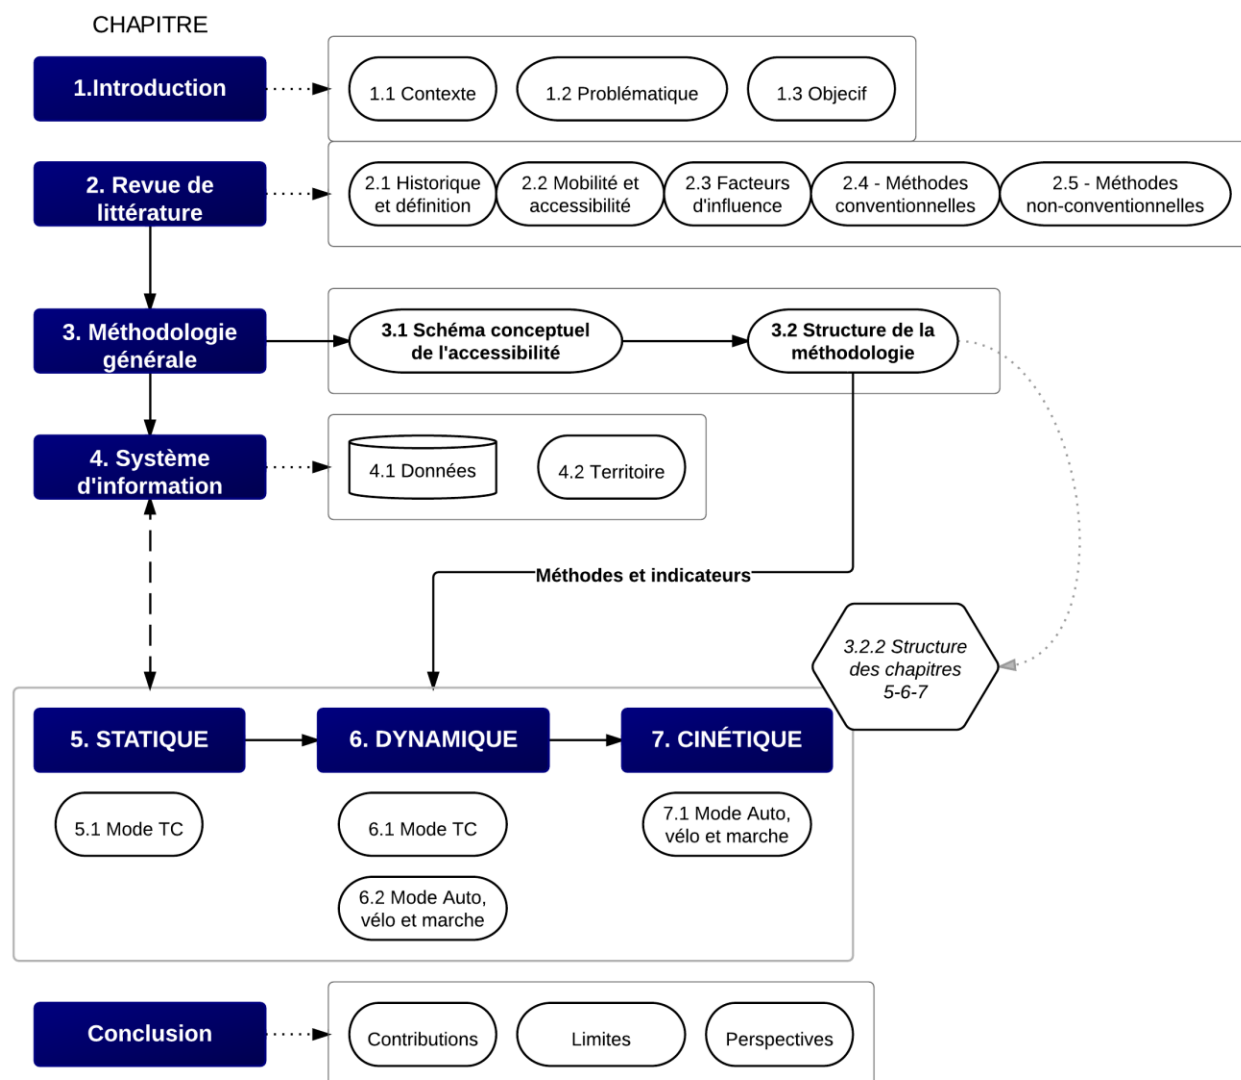 CHAPITRE
1.Introduction
1.1 Contexte
1.2 Problématique
1.3 Objecif
2. Revue de
littérature
2.1 Historique
et définition
2.2 Mobilité et
accessibilité
2.3 Facteurs
d'influence
2.4 - Méthodes
conventionnelles
2.5 - Méthodes
non-conventionnelles
3. Méthodologie
générale
3.1 Schéma conceptuel
de l'accessibilité
3.2 Structure de la
méthodologie
4. Système
d'information
4.1 Données
4.2 Territoire
Méthodes et indicateurs
3.2.2 Structure
des chapitres
5-6-7
5. STATIQUE
6. DYNAMIQUE
7. CINÉTIQUE
5.1 Mode TC
6.1 Mode TC
7.1 Mode Auto,
vélo et marche
6.2 Mode Auto,
vélo et marche
Conclusion
Contributions
Limites
Perspectives